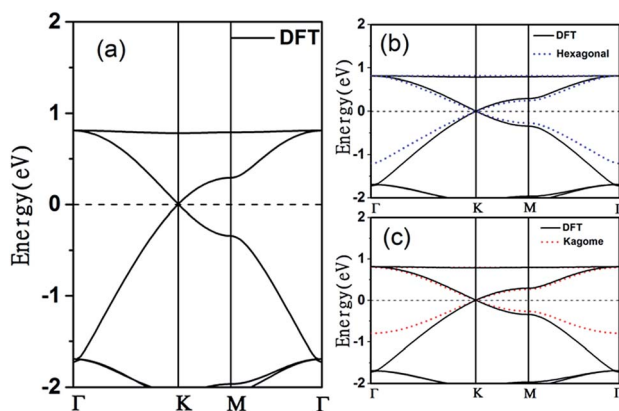 (a)
DFT
Energy(eV)
2
1
0
-1
-2
Γ K M Γ
(b)
DFT
Hexagonal
Energy(eV)
2
1
0
-1
-2
Γ K M Γ
(c)
DFT
Kagome
Energy(eV)
2
1
0
-1
-2
Γ K M Γ